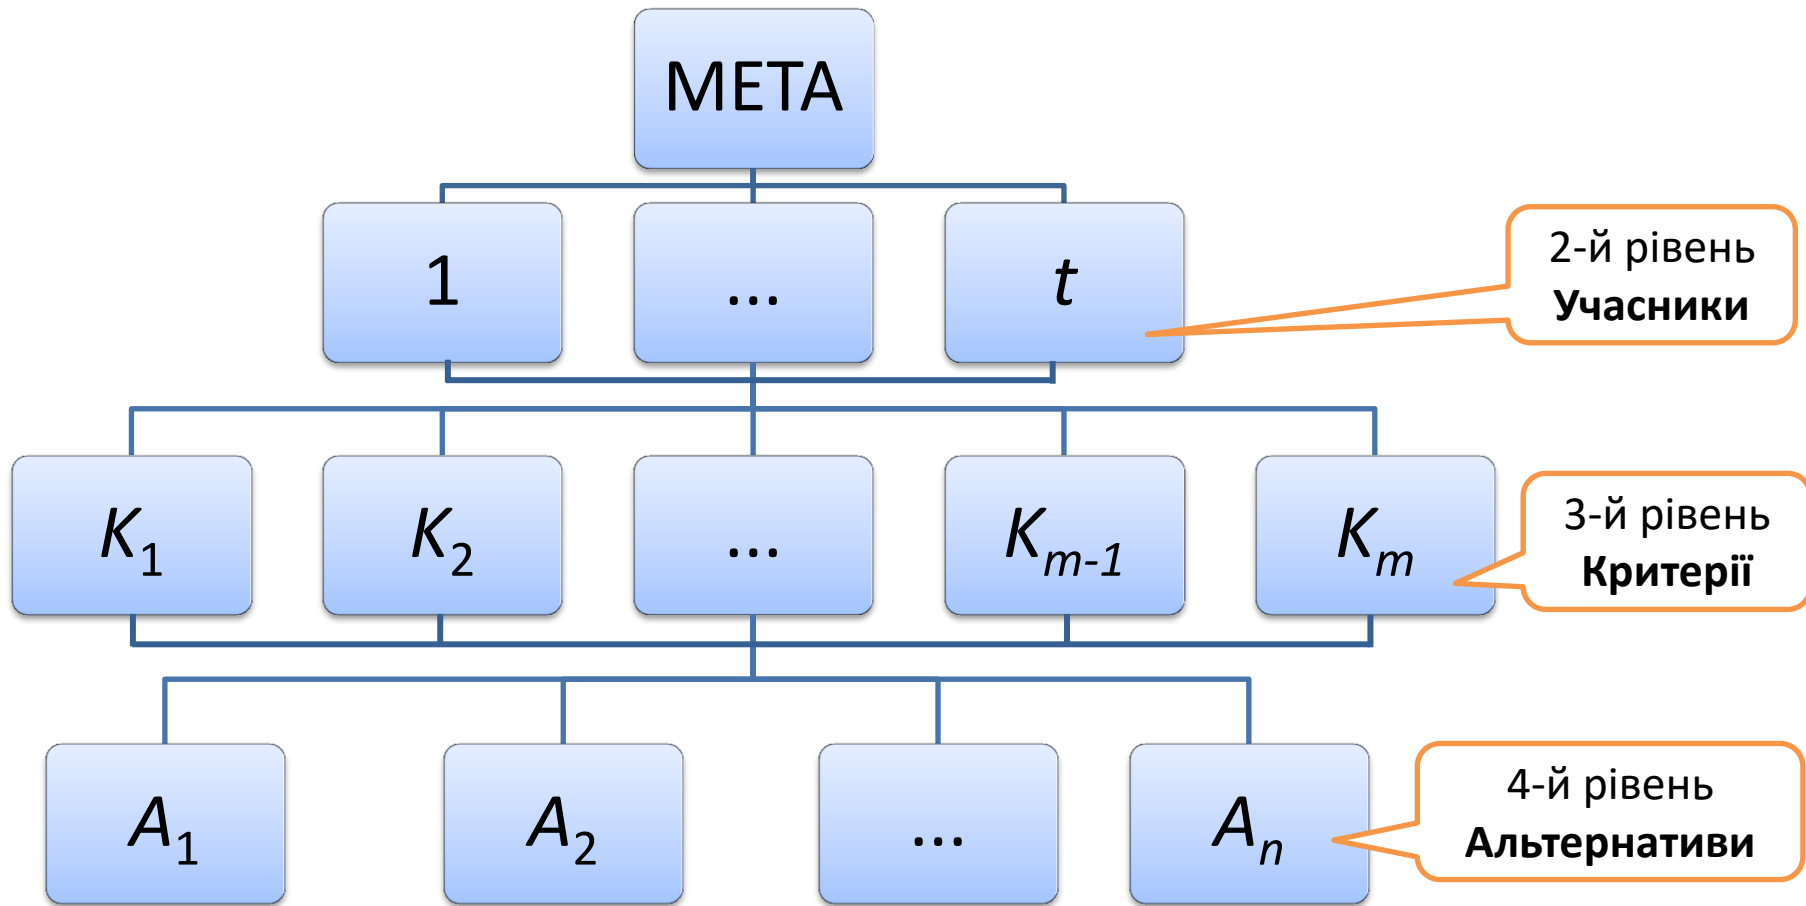 МЕТА
1
...
t
2-й рівень
Учасники
K1
K2
...
Km-1
Km
3-й рівень
Критерії
A1
A2
...
An
4-й рівень
Альтернативи